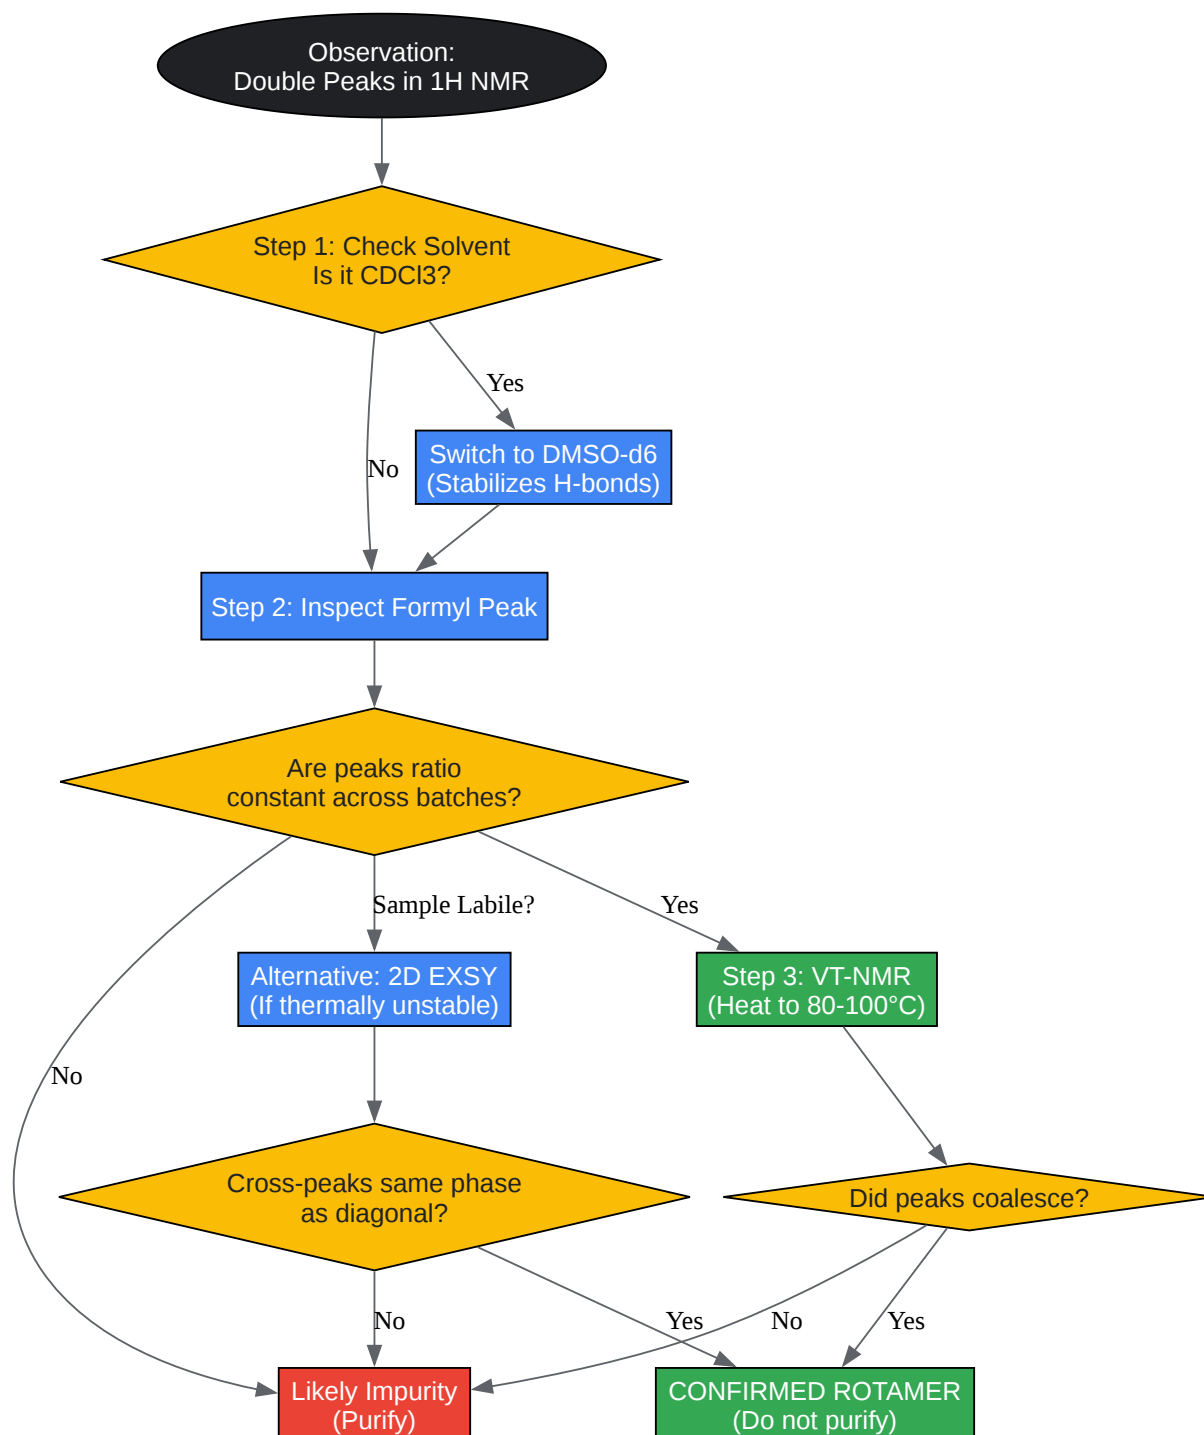 Observation:
Double Peaks in 1H NMR
Step 1: Check Solvent
Is it CDCl3?
Yes
No
Switch to DMSO-d6
(Stabilizes H-bonds)
Step 2: Inspect Formyl Peak
Are peaks ratio
constant across batches?
Sample Labile?
Yes
No
Alternative: 2D EXSY
(If thermally unstable)
Step 3: VT-NMR
(Heat to 80-100°C)
Cross-peaks same phase
as diagonal?
Did peaks coalesce?
No
Yes
No
Yes
Likely Impurity
(Purify)
CONFIRMED ROTAMER
(Do not purify)